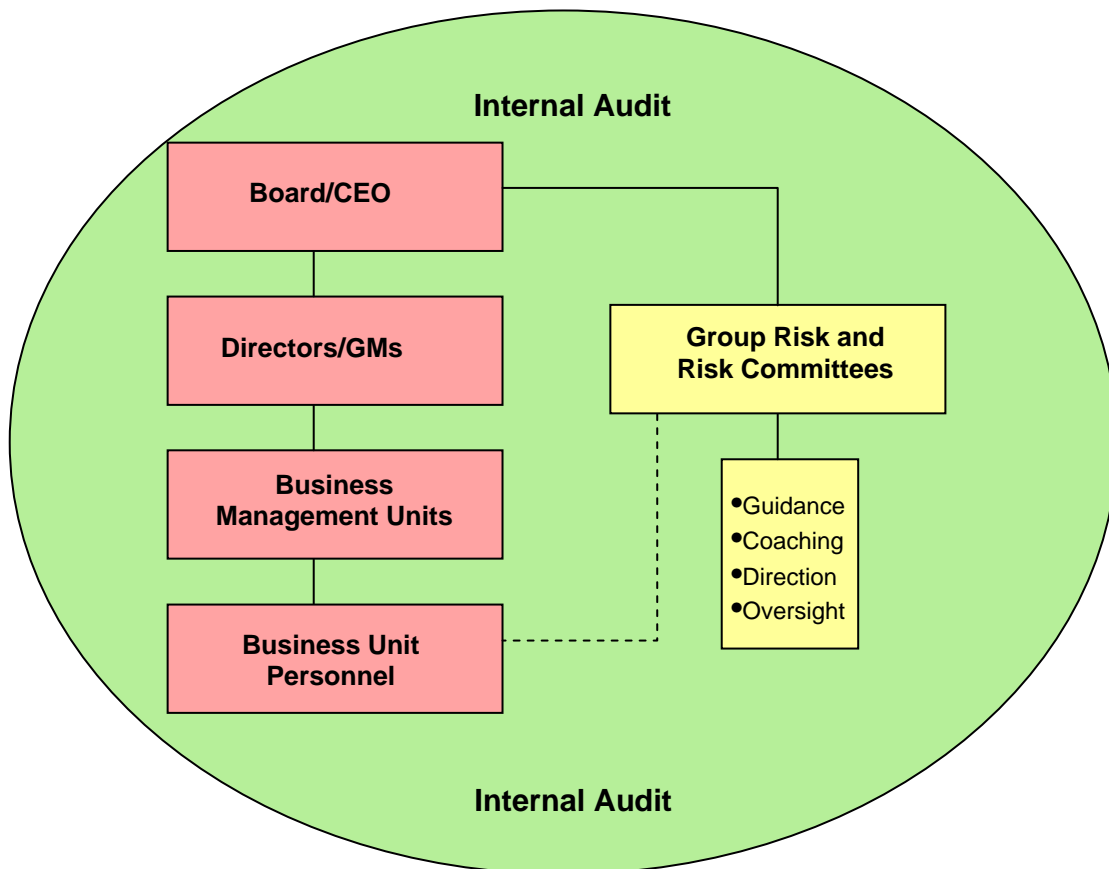 Internal Audit
Board/CEO
Directors/GMs
Business
Management Units
Business Unit
Personnel
Group Risk and
Risk Committees
•Guidance
•Coaching
•Direction
•Oversight
Internal Audit